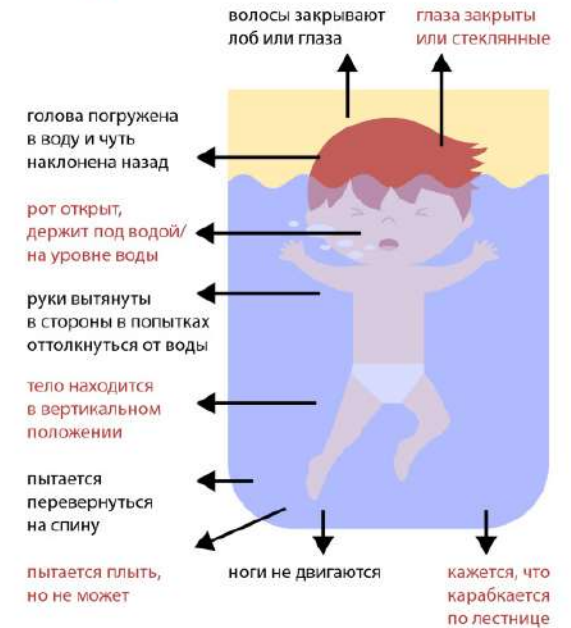 волосы закрывают
лоб или глаза
глаза закрыты
или стеклянные
голова погружена
в воду и чуть
наклонена назад
рот открыт,
держит под водой/
на уровне воды
руки вытянуты
в стороны в попытках
оттолкнуться от воды
тело находится
в вертикальном
положении
пытается
перевернуться
на спину
пытается плыть,
но не может
ноги не двигаются
кажется, что
карабкается
по лестнице